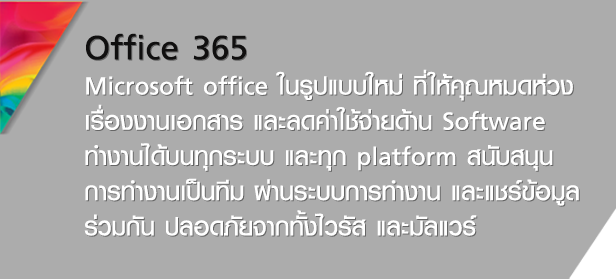 Office 365
Microsoft office ในรูปแบบใหม่ ที่ให้คุณหมดห่วง
เรื่องงานเอกสาร และลดค่าใช้จ่ายด้าน Software
ทำงานได้บนทุกระบบ และทุก platform สนับสนุน
การทำงานเป็นทีม ผ่านระบบการทำงาน และแชร์ข้อมูล
ร่วมกัน ปลอดภัยจากทั้งไวรัส และมัลแวร์